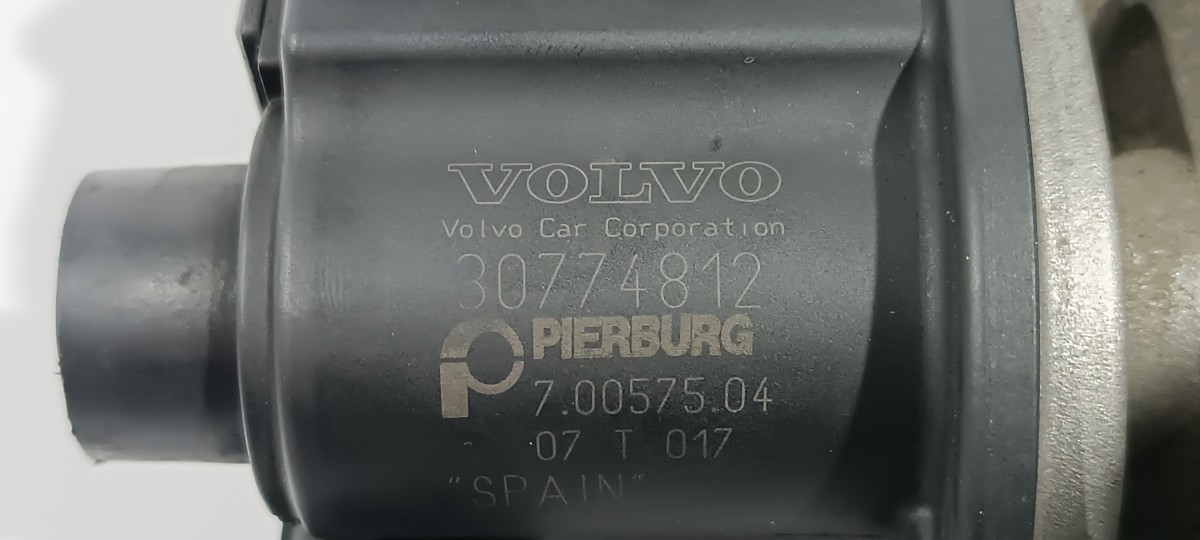 VOLVO
Volvo Car Corporation
30774812
PIERBURG
7.00575.04
07 T 017
"SPAIN"